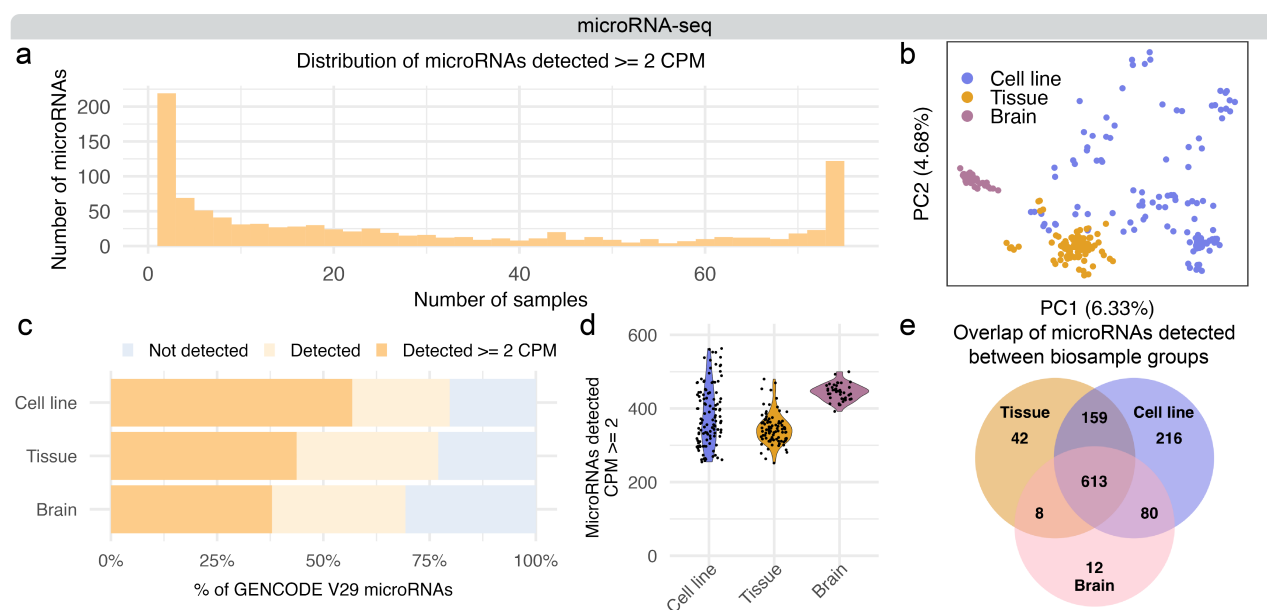 microRNA-seq
a
Distribution of microRNAs detected >= 2 CPM
Number of microRNAs
200
150
100
50
0
0
20
40
60
Number of samples
b
Cell line
Tissue
Brain
PC2 (4.68%)
PC1 (6.33%)
c
Not detected
Detected
Detected >= 2 CPM
Cell line
Tissue
Brain
0%
25%
50%
75%
100%
% of GENCODE V29 microRNAs
d
MicroRNAs detected
CPM >= 2
600
400
200
0
Cell line
Tissue
Brain
e
Overlap of microRNAs detected
between biosample groups
Tissue
42
159
Cell line
216
613
8
80
12
Brain